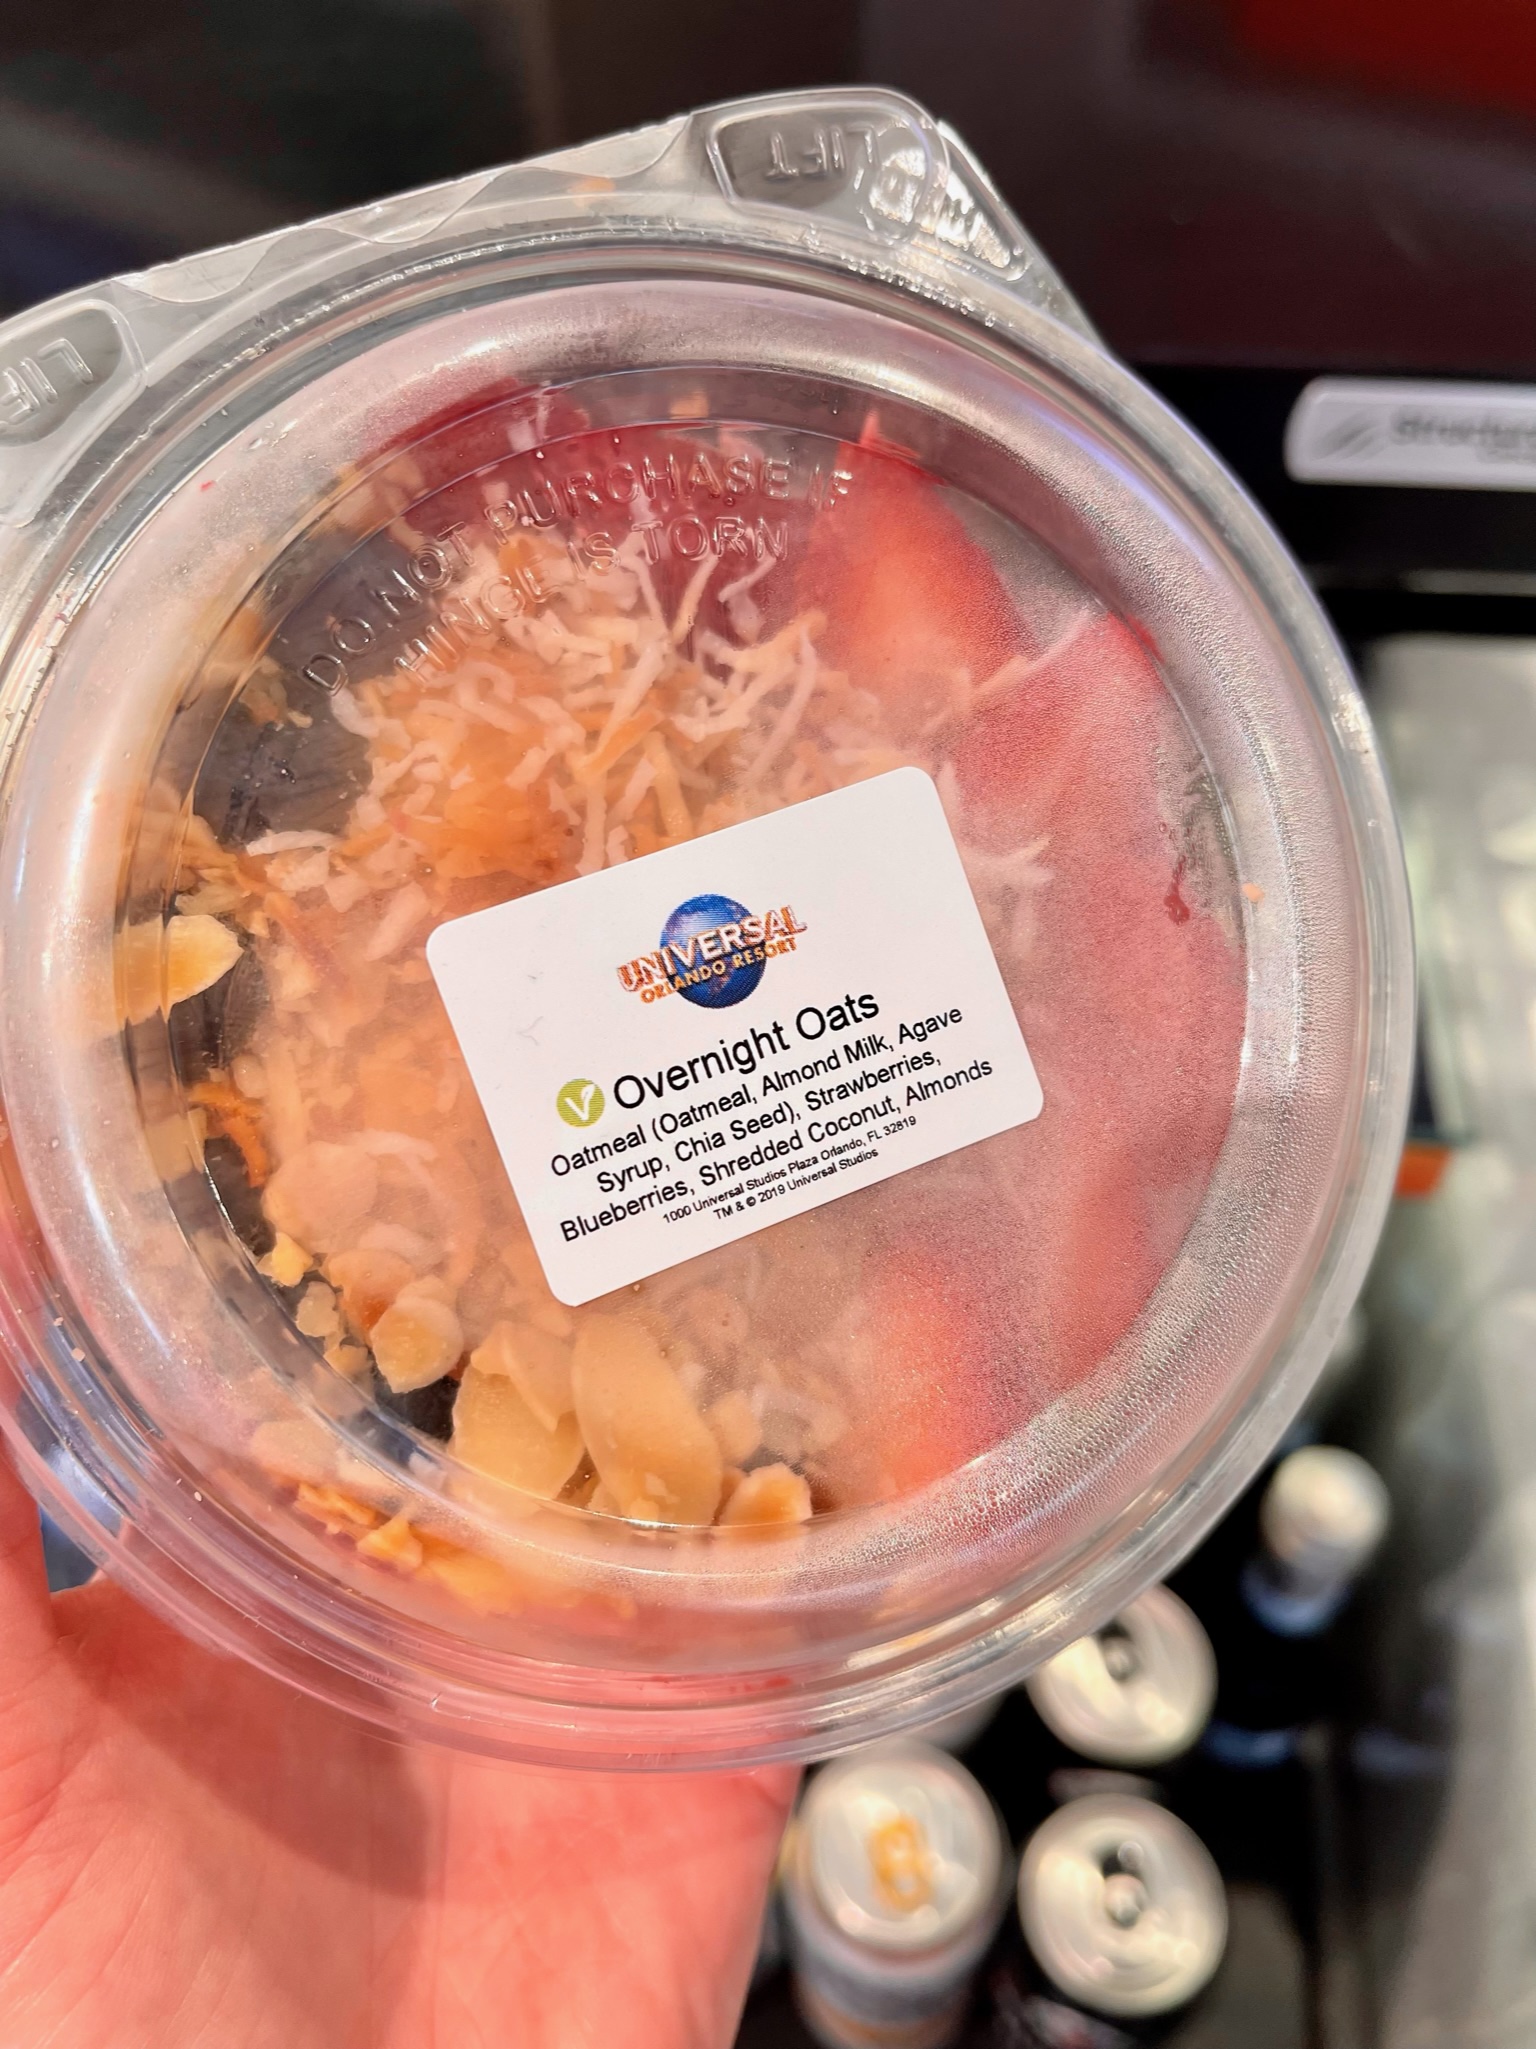 LIFT
LIFT
DO NOT PURCHASE IF
HINGE IS TORN
UNIVERSAL
ORLANDO RESORT
V Overnight Oats
Oatmeal (Oatmeal, Almond Milk, Agave
Syrup, Chia Seed), Strawberries,
Blueberries, Shredded Coconut, Almonds
1000 Universal Studios Plaza Orlando, FL 32819
TM & © 2019 Universal Studios